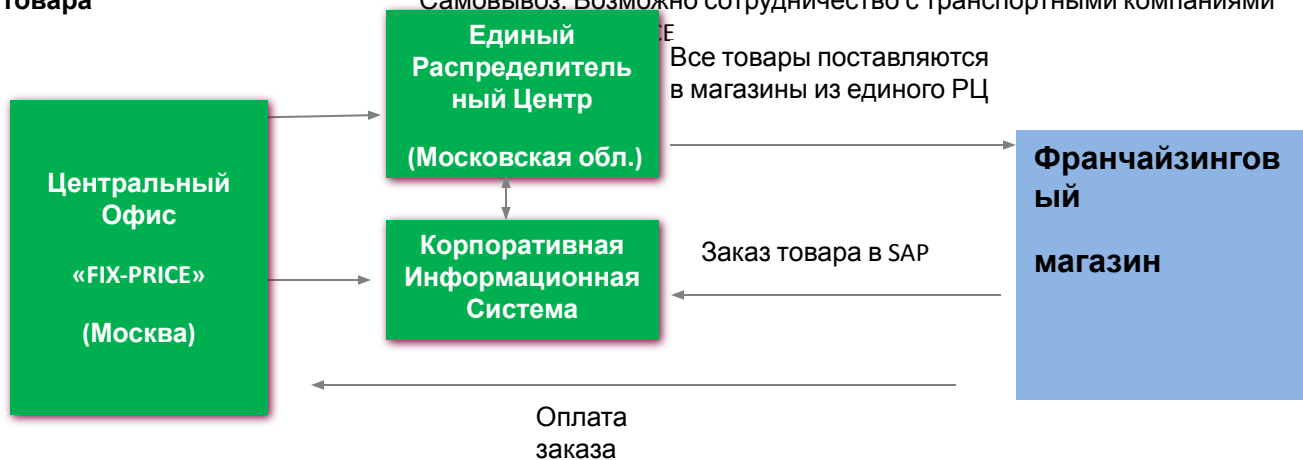 товара
Самовывоз. Возможно сотрудничество с транспортными компаниями
CE
Единый
Распределитель
ный Центр
(Московская обл.)
Все товары поставляются
в магазины из единого РЦ
Центральный
Офис
«FIX-PRICE»
(Москва)
Франчайзингов
ый
магазин
Корпоративная
Информационная
Система
Заказ товара в SAP
Оплата
заказа